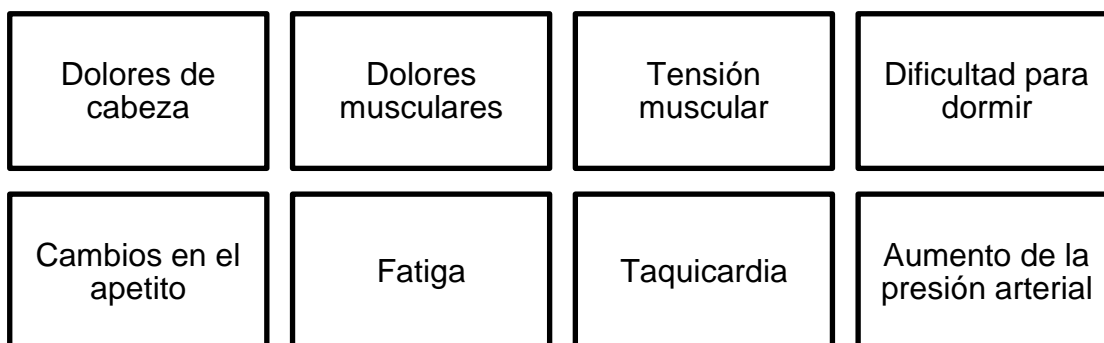 Dolores de
cabeza
Dolores
musculares
Tensión
muscular
Dificultad para
dormir
Cambios en el
apetito
Fatiga
Taquicardia
Aumento de la
presión arterial